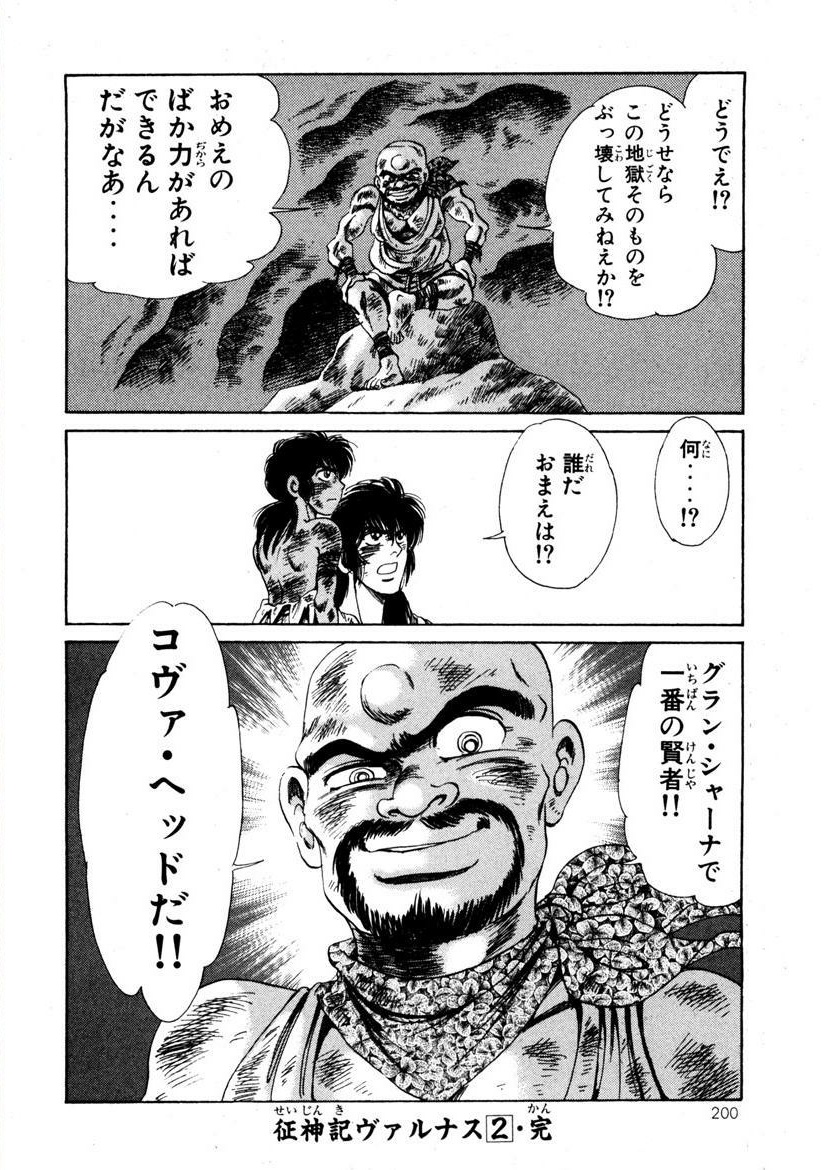 どうでえ!?
どうせなら
この地獄そのものを
ぶっ壊してみねえか!?
おめえの
ばか力があれば
できるん
だがなあ‥‥
何‥‥!?
誰だ
おまえは!?
グラン・シャーナで
一番の賢者!!
コヴァ・ヘッドだ!!
征神記ヴァルナス2・完
200